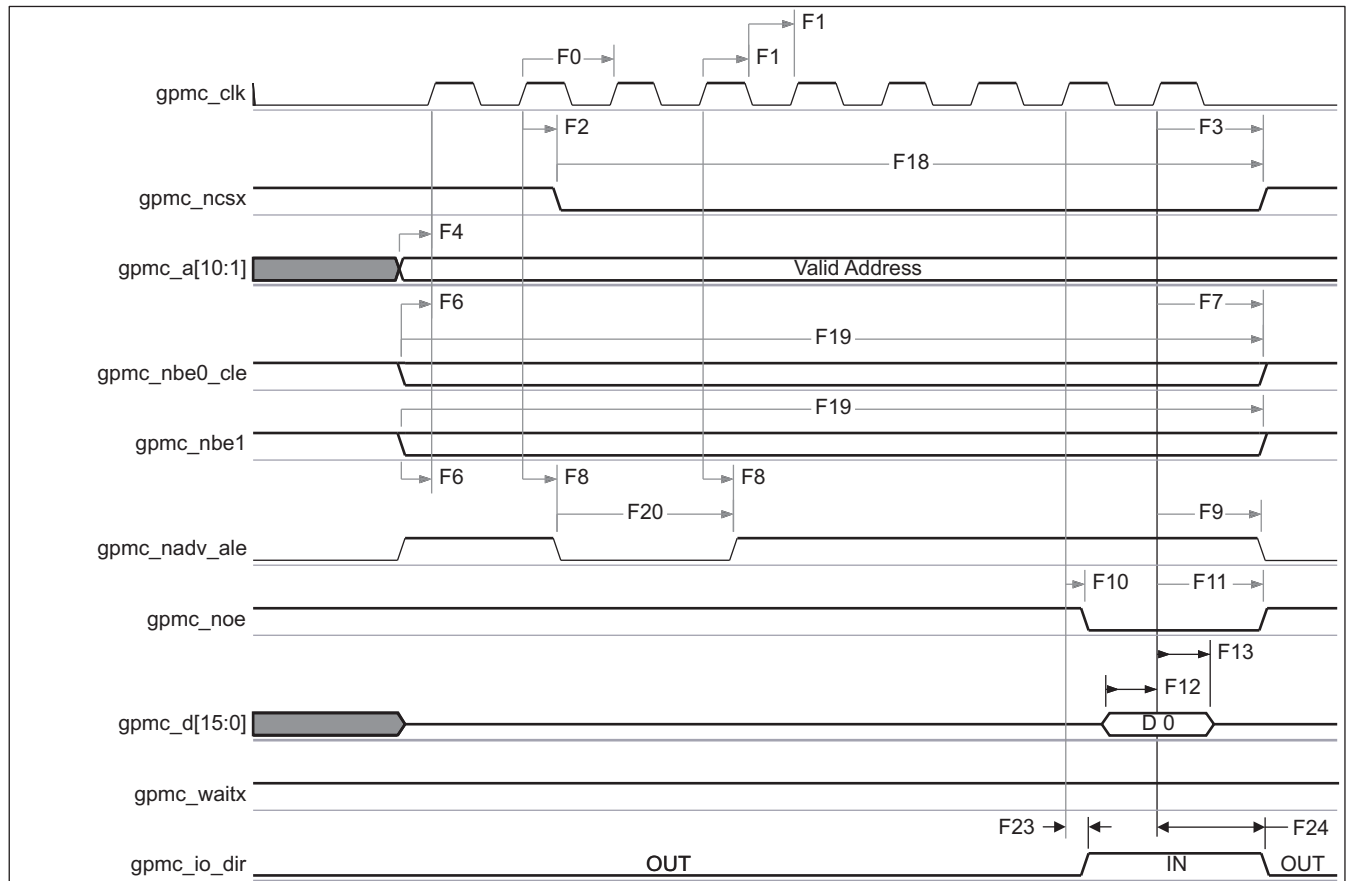 F1
F0 F1
gpmc_clk
F2 F3
F18
gpmc_ncsx
F4
gpmc_a[10:1] Valid Address
F6 F7
F19
gpmc_nbe0_cle
F19
gpmc_nbe1
F6 F8 F8
F20 F9
gpmc_nadv_ale
F10 F11
gpmc_noe
F13
F12
gpmc_d[15:0] D 0
gpmc_waitx
F23 F24
gpmc_io_dir OUT IN OUT